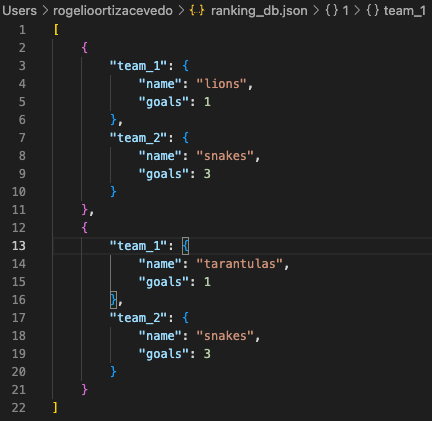 Users > rogelioortizacevedo > {..} ranking_db.json > {} 1 > {} team_1
1 [
2     {
3         "team_1": {
4             "name": "lions",
5             "goals": 1
6         },
7         "team_2": {
8             "name": "snakes",
9             "goals": 3
10         }
11     },
12     {
13         "team_1": {
14             "name": "tarantulas",
15             "goals": 1
16         },
17         "team_2": {
18             "name": "snakes",
19             "goals": 3
20         }
21     }
22 ]